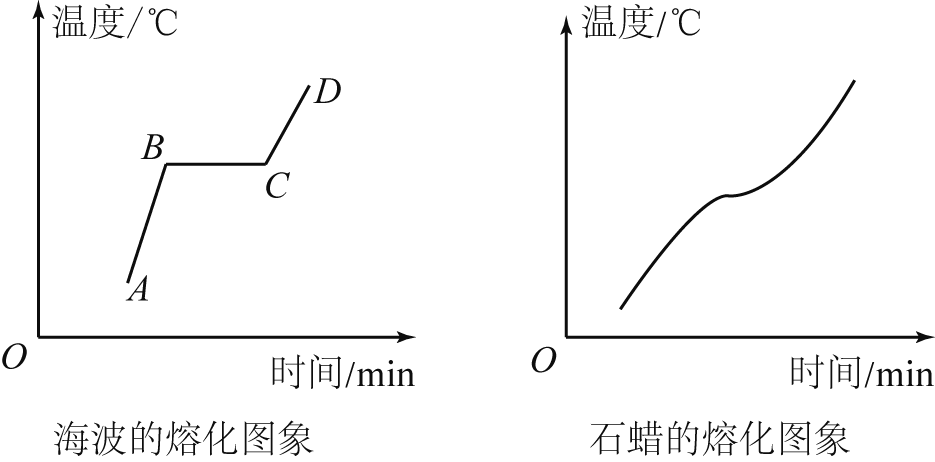 温度/℃
D
B
C
A
O
时间/min
海波的熔化图象
温度/℃
O
时间/min
石蜡的熔化图象